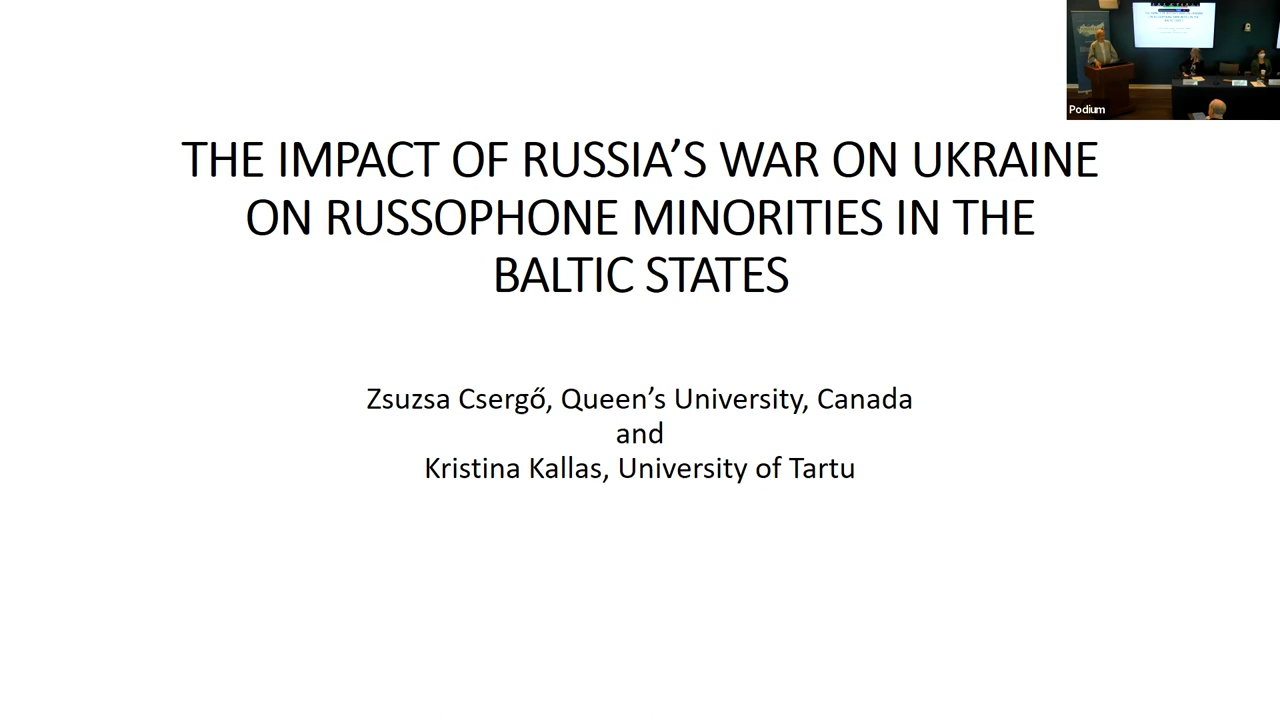 Podium
THE IMPACT OF RUSSIA’S WAR ON UKRAINE
ON RUSSOPHONE MINORITIES IN THE
BALTIC STATES
Zsuzsa Csergő, Queen’s University, Canada
and
Kristina Kallas, University of Tartu